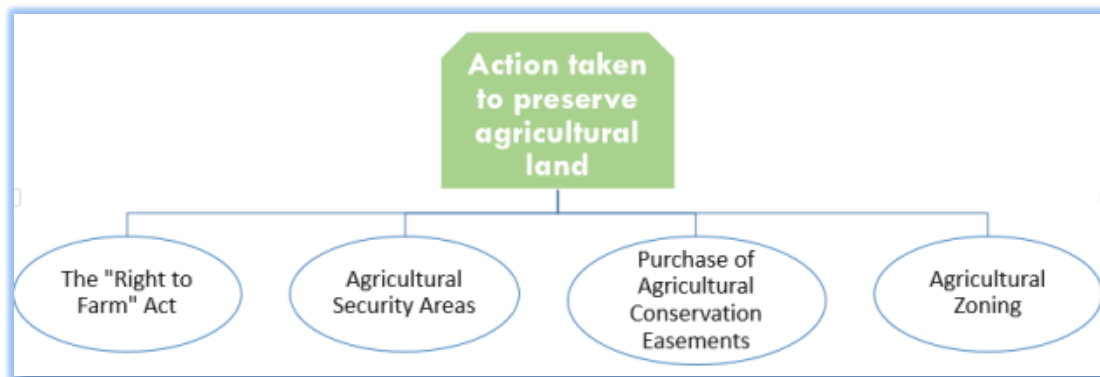 Action taken
to preserve
agricultural
land
The "Right to
Farm" Act
Agricultural
Security Areas
Purchase of
Agricultural
Conservation
Easements
Agricultural
Zoning